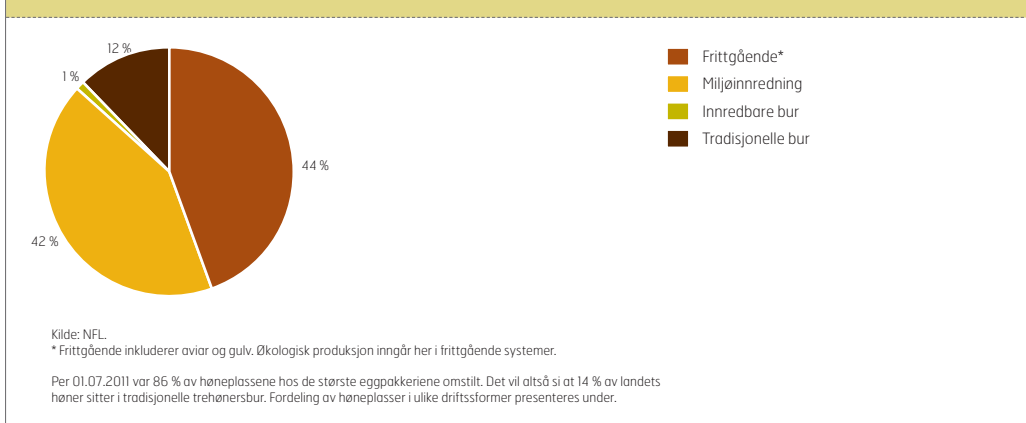 12 %
1 %
44 %
42 %
Frittgående*
Miljøinnredning
Innredbare bur
Tradisjonelle bur
Kilde: NFL.
* Frittgående inkluderer aviar og gulv. Økologisk produksjon inngår her i frittgående systemer.
Per 01.07.2011 var 86 % av høneplassene hos de største eggpakkeriene omstilt. Det vil altså si at 14 % av landets
høner sitter i tradisjonelle trehønersbur. Fordeling av høneplasser i ulike driftssformer presenteres under.